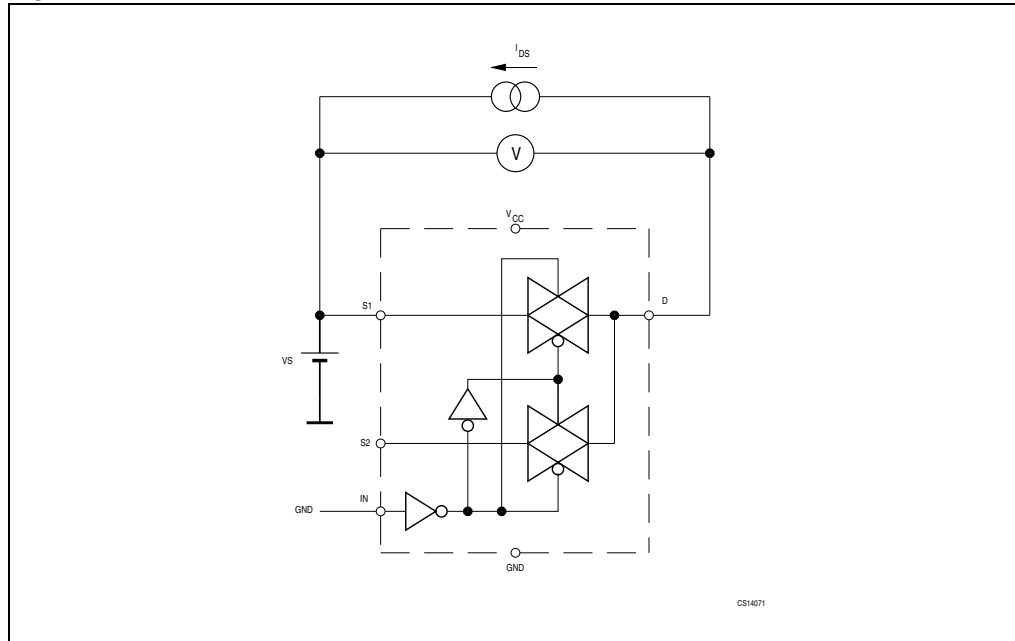 I DS
V
V CC
S1
D
VS
S2
IN
GND
GND
CS14071